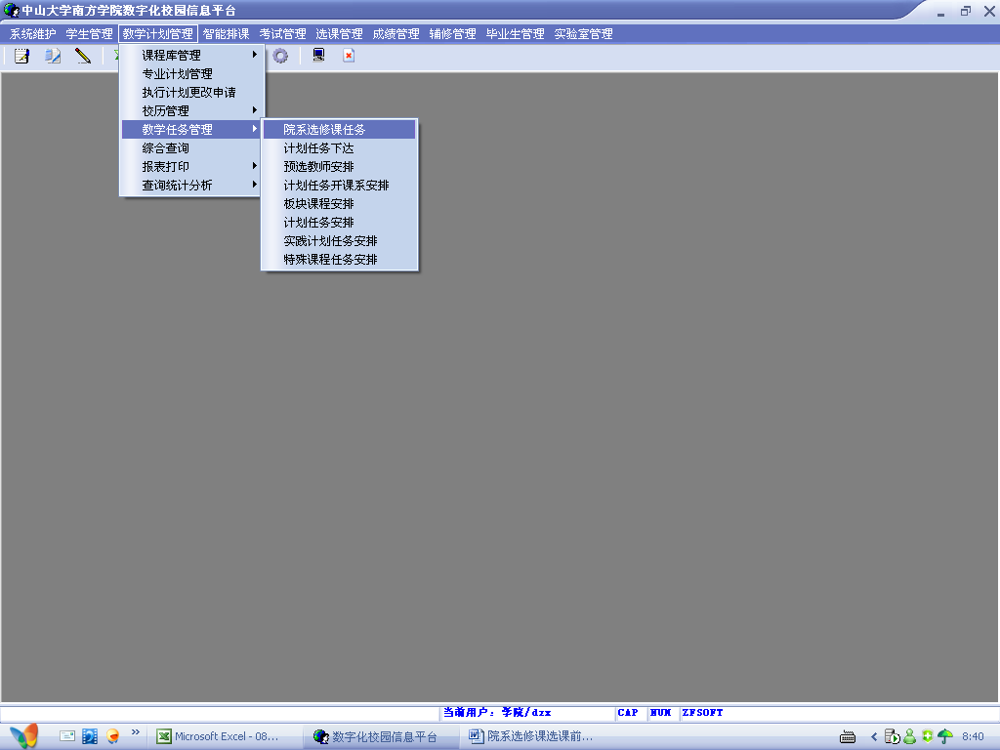 中山大学南方学院数字化校园信息平台
系统维护 学生管理 教学计划管理 智能排课 考试管理 选课管理 成绩管理 辅修管理 毕业生管理 实验室管理
课程库管理
专业计划管理
执行计划更改申请
校历管理
教学任务管理
综合查询
报表打印
查询统计分析
院系选修课任务
计划任务下达
预选教师安排
计划任务开课系安排
板块课程安排
计划任务安排
实践计划任务安排
特殊课程任务安排
当前用户：学院/dzx CAP NUM ZFSOFT
Microsoft Excel - 08... 数字化校园信息平台 院系选修课选课前... 8:40